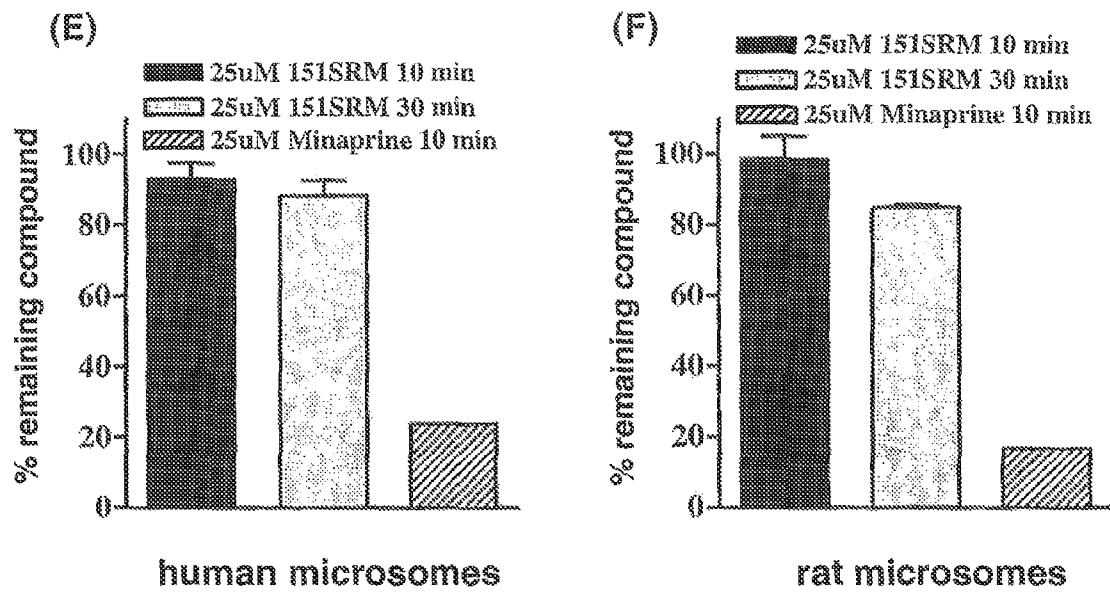 (E)
25uM 151SRM 10 min
25uM 151SRM 30 min
25uM Minaprine 10 min
% remaining compound
100
80
60
40
20
0
human microsomes
(F)
25uM 151SRM 10 min
25uM 151SRM 30 min
25uM Minaprine 10 min
% remaining compound
100
80
60
40
20
0
rat microsomes